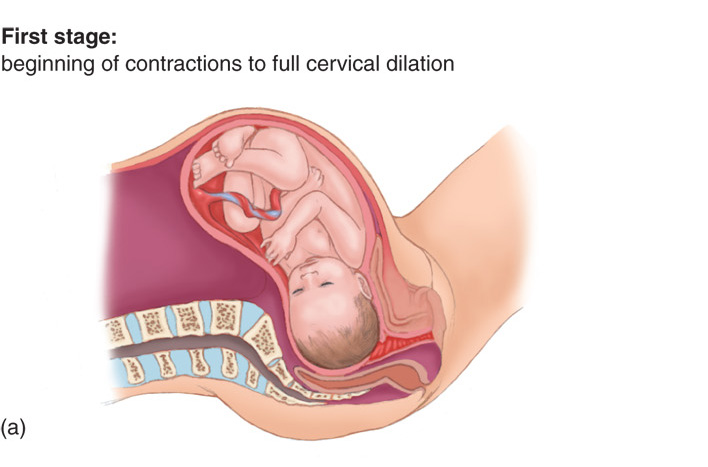 First stage:
beginning of contractions to full cervical dilation
(a)